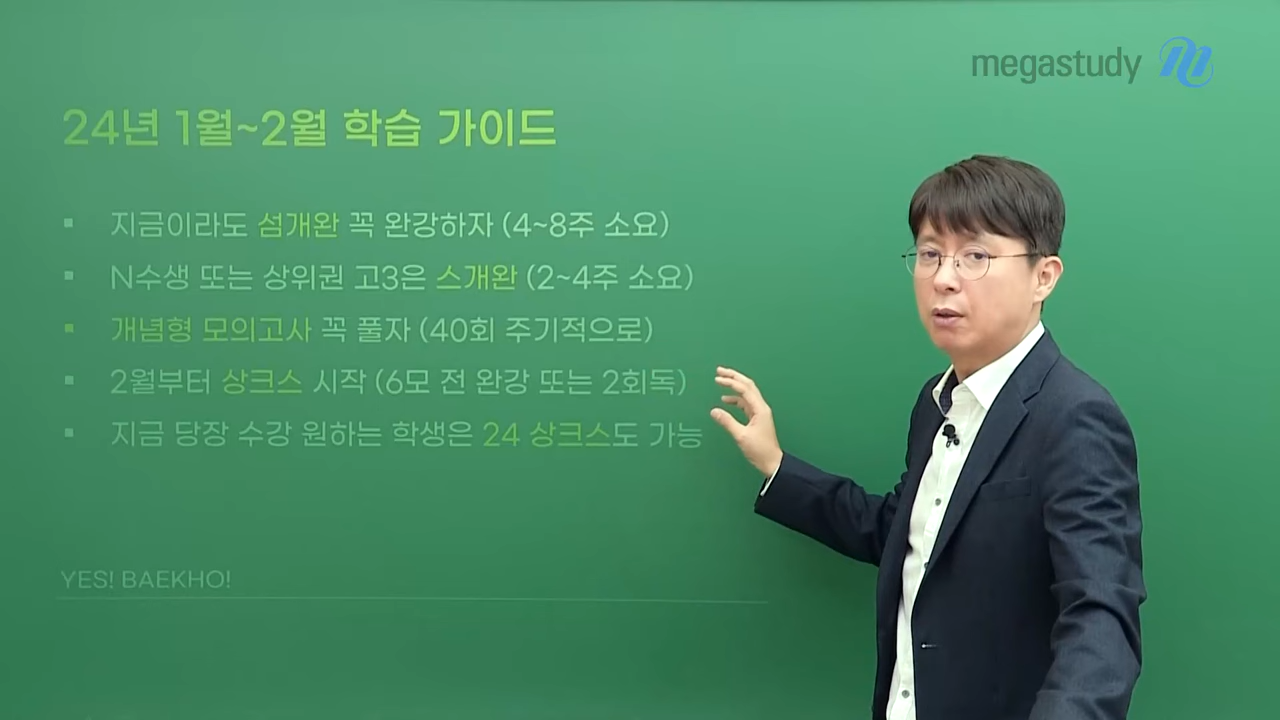 megastudy
24년 1월~2월 학습 가이드
▪ 지금이라도 섬개완 꼭 완강하자 (4~8주 소요)
▪ N수생 또는 상위권 고3은 스개완 (2~4주 소요)
▪ 개념형 모의고사 꼭 풀자 (40회 주기적으로)
▪ 2월부터 상크스 시작 (6모 전 완강 또는 2회독)
▪ 지금 당장 수강 원하는 학생은 24 상크스도 가능
YES! BAEKHO!